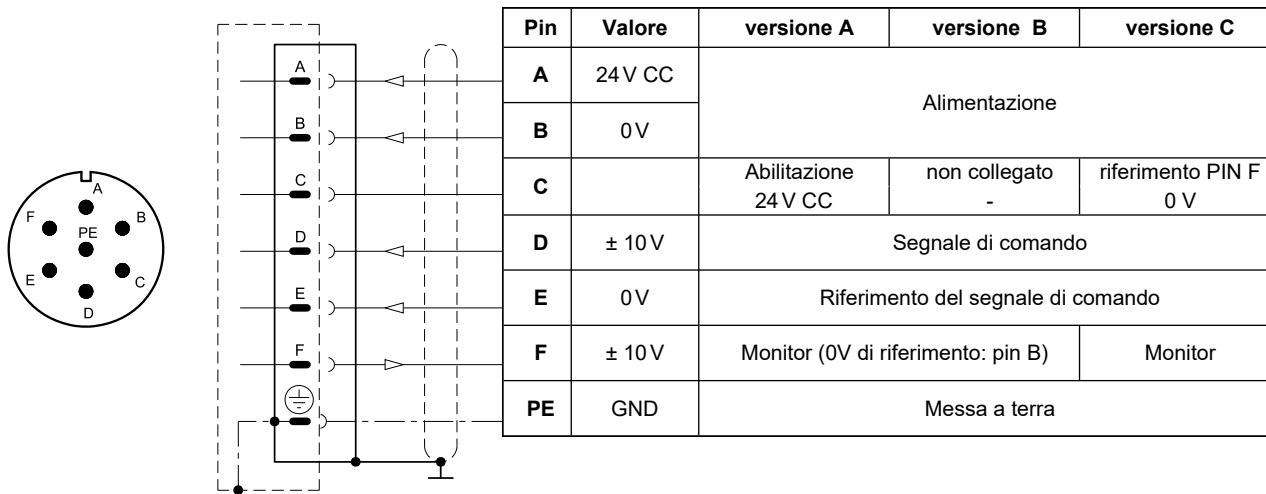 A
F
B
PE
E
C
D
A
B
C
D
E
F
Pin Valore versione A versione B versione C
A 24 V CC Alimentazione
B 0 V
C Abilitazione 24 V CC non collegato - riferimento PIN F 0 V
D ± 10 V Segnale di comando
E 0 V Riferimento del segnale di comando
F ± 10 V Monitor (0V di riferimento: pin B) Monitor
PE GND Messa a terra